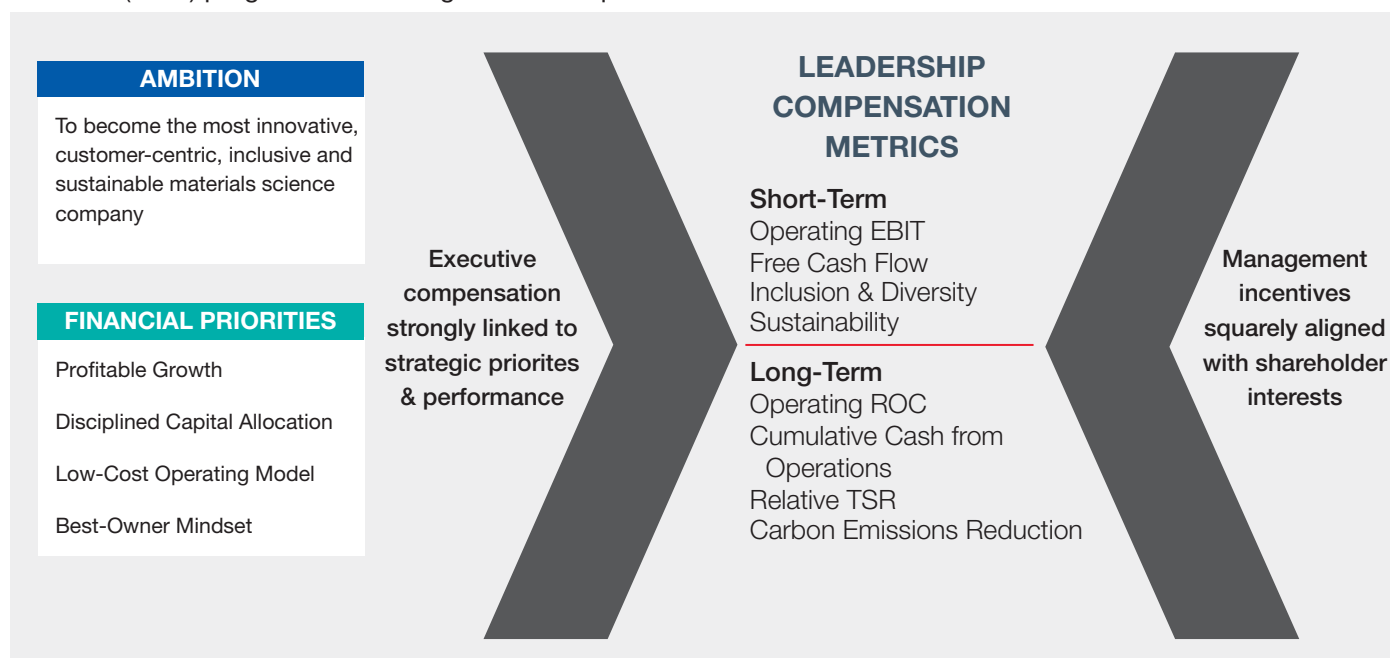 AMBITION
To become the most innovative,
customer-centric, inclusive and
sustainable materials science
company
FINANCIAL PRIORITIES
Profitable Growth
Disciplined Capital Allocation
Low-Cost Operating Model
Best-Owner Mindset
Executive
compensation
strongly linked to
strategic priorites
& performance
LEADERSHIP
COMPENSATION
METRICS
Short-Term
Operating EBIT
Free Cash Flow
Inclusion & Diversity
Sustainability
Long-Term
Operating ROC
Cumulative Cash from
Operations
Relative TSR
Carbon Emissions Reduction
Management
incentives
squarely aligned
with shareholder
interests